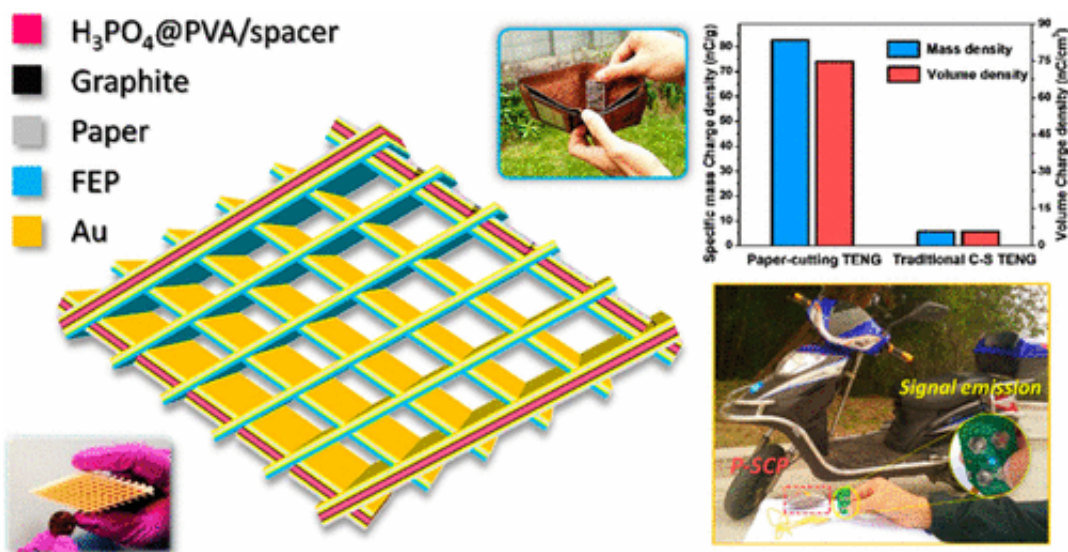 H₃PO₄@PVA/spacer
Graphite
Paper
FEP
Au
Specific mass Charge density (nC/g)
80
70
60
50
40
30
20
10
0
Mass density
Volume density
90
75
60
45
30
15
0
Volume Charge density (nC/cm³)
Paper-cutting TENG Traditional C-S TENG
Signal emission
P-SCP